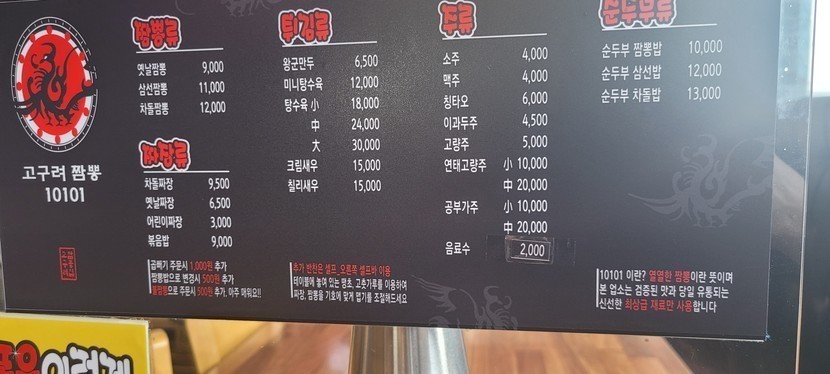 고구려 짬뽕
10101
짬뽕류
옛날짬뽕 9,000
삼선짬뽕 11,000
차돌짬뽕 12,000
짜장류
차돌짜장 9,500
옛날짜장 6,500
어린이짜장 3,000
볶음밥 9,000
곱빼기 주문시 1,000원 추가
짬뽕밥으로 변경시 500원 추가
불짬뽕으로 주문시 500원 추가, 아주 매워요!!
튀김류
왕군만두 6,500
미니탕수육 12,000
탕수육 小 18,000
中 24,000
大 30,000
크림새우 15,000
칠리새우 15,000
추가 반찬은 셀프, 오른쪽 셀프바 이용
테이블에 놓여 있는 땡초, 고춧가루를 이용하여
짜장, 짬뽕을 기호에 맞게 맵기를 조절해드세요
주류
소주 4,000
맥주 4,000
칭타오 6,000
이과두주 4,500
고량주 5,000
연태고량주 小 10,000
中 20,000
공부가주 小 10,000
中 20,000
음료수 2,000
순두부류
순두부 짬뽕밥 10,000
순두부 삼선밥 12,000
순두부 차돌밥 13,000
10101 이란? 열열한 짬뽕이란 뜻이며
본 업소는 검증된 맛과 당일 유통되는
신선한 최상급 재료만 사용합니다